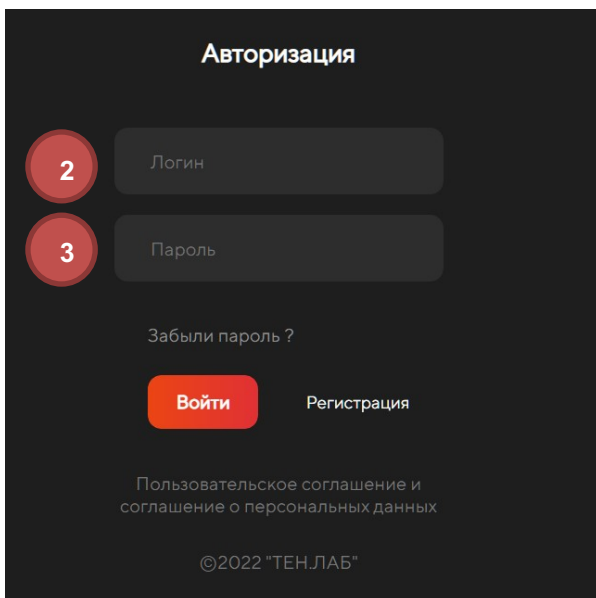 Авторизация
2
Логин
3
Пароль
Забыли пароль ?
Войти
Регистрация
Пользовательское соглашение и
соглашение о персональных данных
©2022 "ТЕН.ЛАБ"